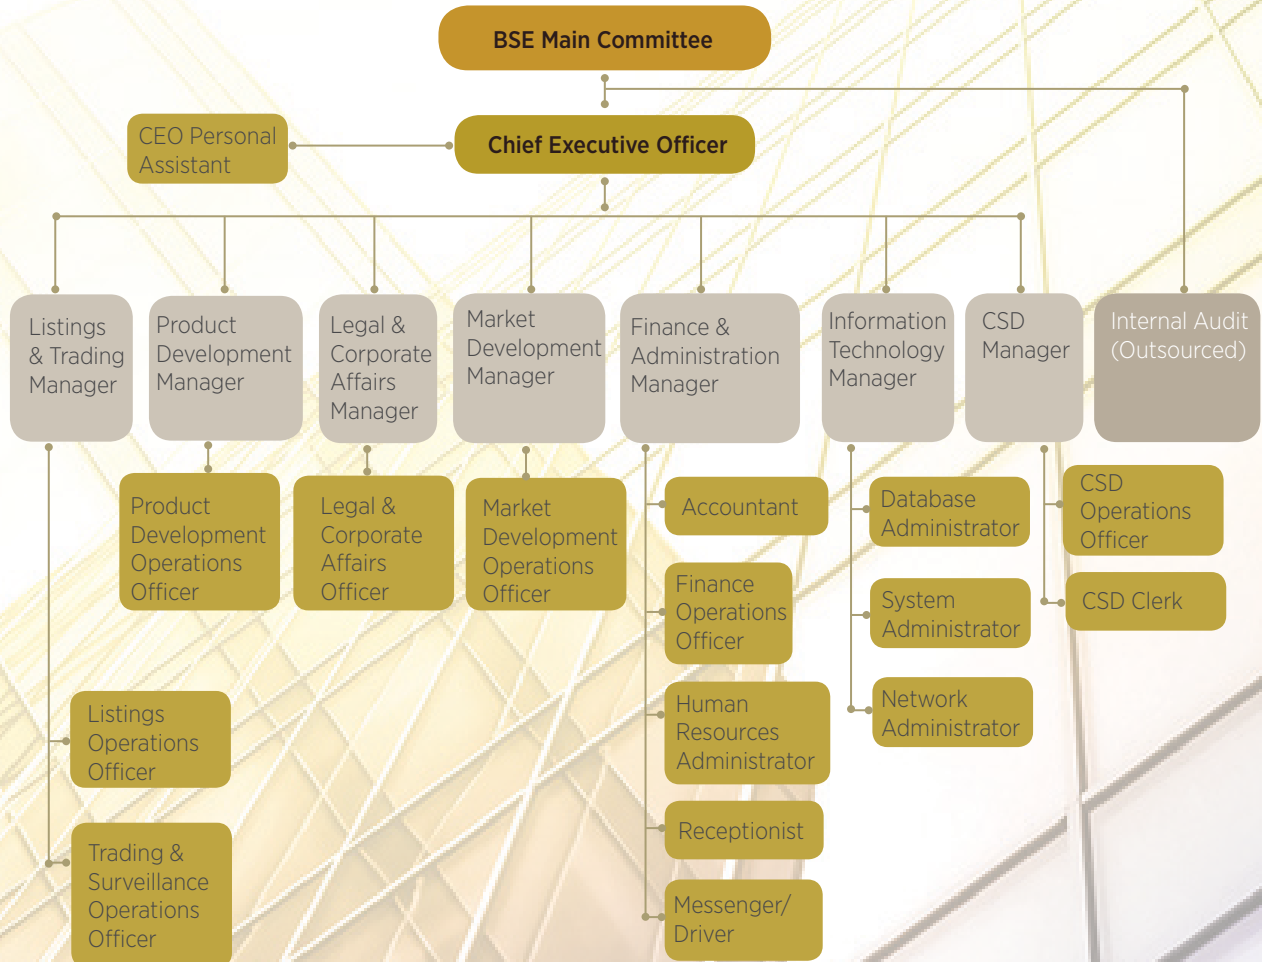 BSE Main Committee
CEO Personal
Assistant
Chief Executive Officer
Listings
& Trading
Manager
Product
Development
Manager
Legal &
Corporate
Affairs
Manager
Market
Development
Manager
Finance &
Administration
Manager
Information
Technology
Manager
CSD
Manager
Internal Audit
(Outsourced)
Product
Development
Operations
Officer
Legal &
Corporate
Affairs
Officer
Market
Development
Operations
Officer
Accountant
Finance
Operations
Officer
Human
Resources
Administrator
Receptionist
Messenger/
Driver
Database
Administrator
System
Administrator
Network
Administrator
CSD
Operations
Officer
CSD Clerk
Listings
Operations
Officer
Trading &
Surveillance
Operations
Officer